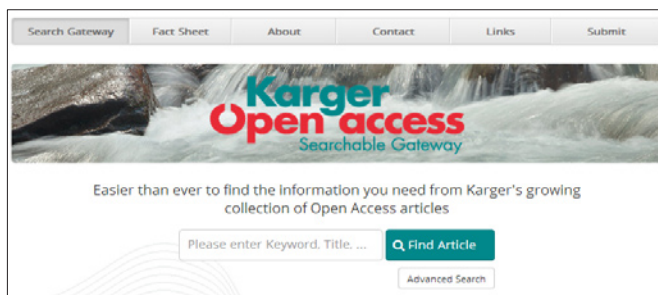 Search Gateway Fact Sheet About Contact Links Submit
Karger
Open access
Searchable Gateway
Easier than ever to find the information you need from Karger's growing
collection of Open Access articles
Please enter Keyword. Title. ... Find Article
Advanced Search